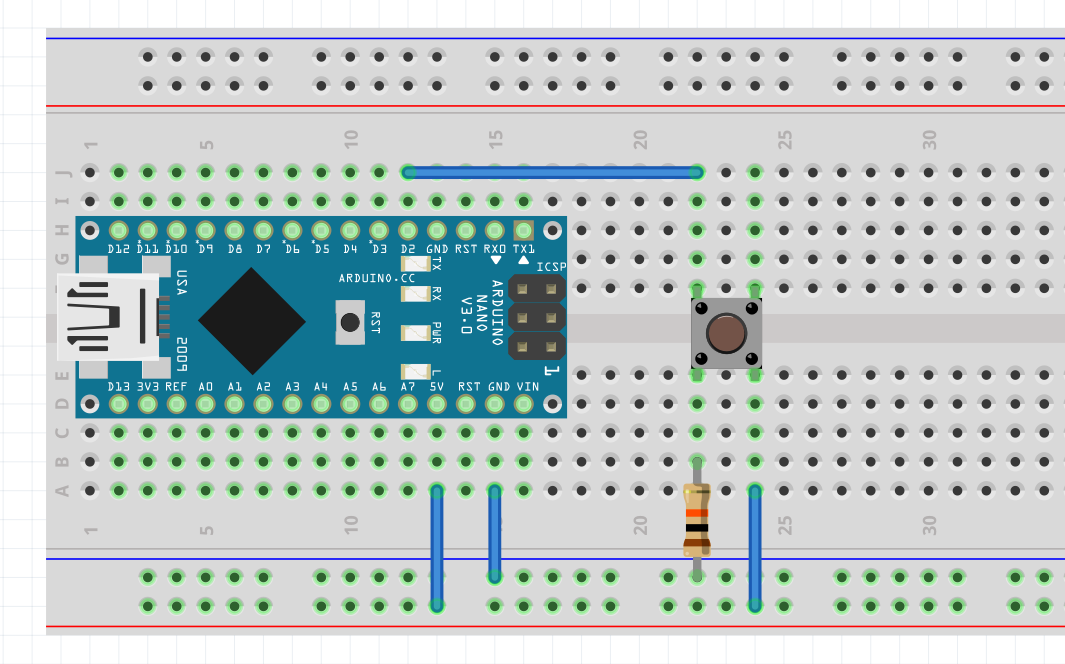 1 5 10 15 20 25 30
J
I
H
D12 D11 D10 D9 D8 D7 D6 D5 D4 D3 D2 GND RST RX0 TX1
G
TX
ICSP
USA
ARDUINO.CC
RX
ARDUINO
NANO
V3.0
RST
PWR
2009
L
1
E
D13 3V3 REF A0 A1 A2 A3 A4 A5 A6 A7 5V RST GND VIN
D
C
B
A
1 5 10 20 25 30